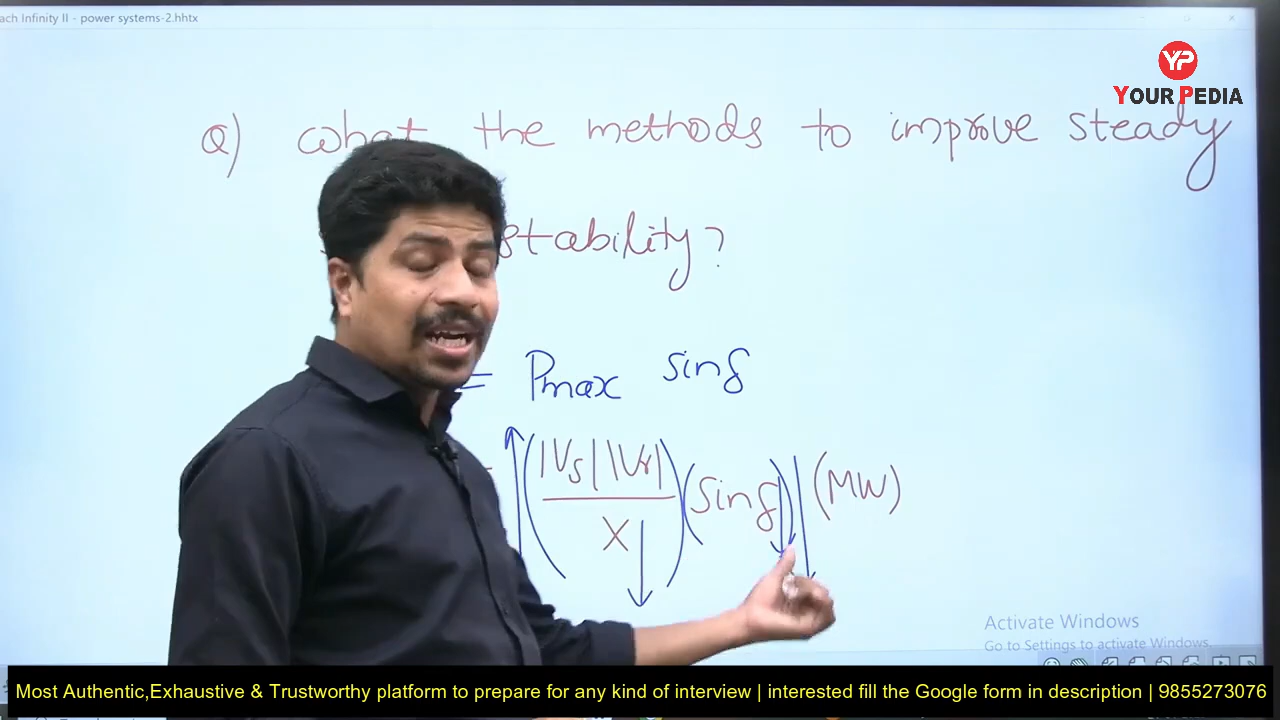 ach Infinity II - power systems-2.hhtx
YP
YOUR PEDIA
Q) What the methods to improve steady
stability?
= Pmax sinδ
(|Vs||Vr|/X) (sinδ) (MW)
Activate Windows
Go to Settings to activate Windows.
Most Authentic,Exhaustive & Trustworthy platform to prepare for any kind of interview | interested fill the Google form in description | 9855273076